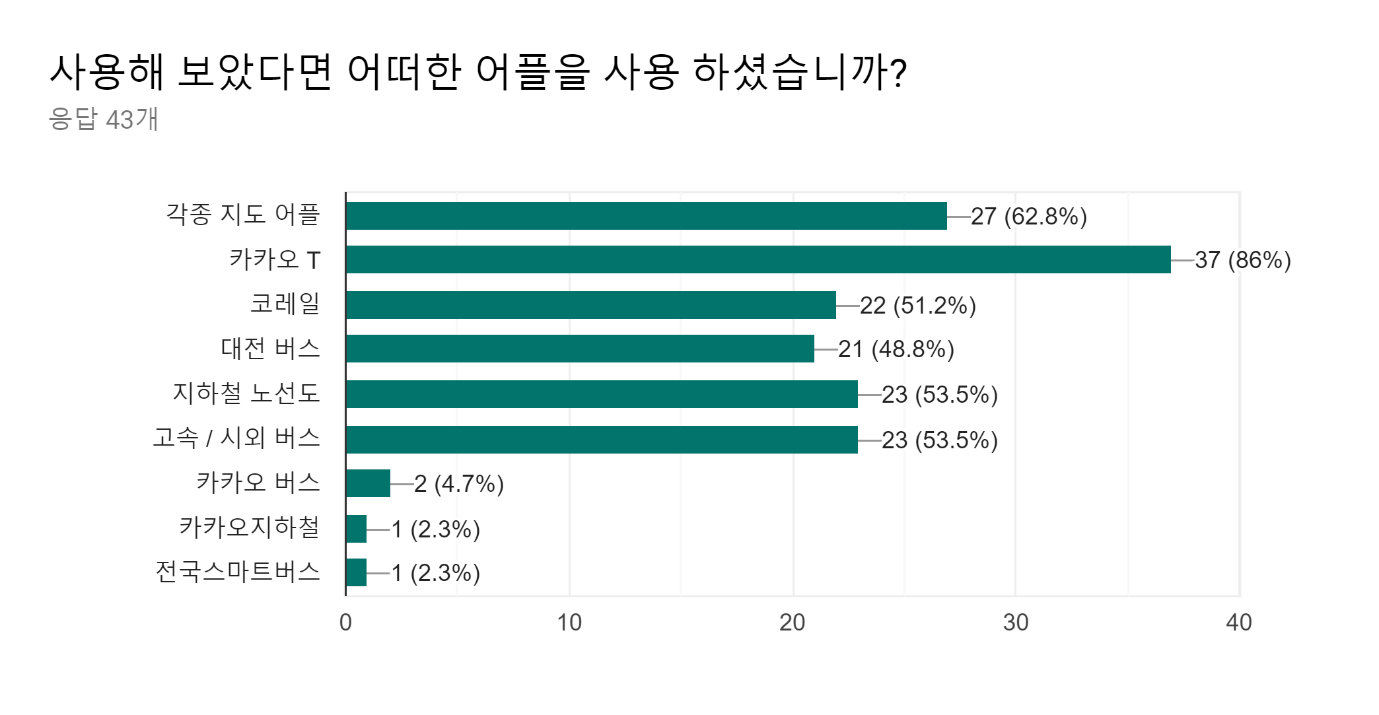 사용해 보았다면 어떠한 어플을 사용 하셨습니까?
응답 43개
각종 지도 어플 27 (62.8%)
카카오 T 37 (86%)
코레일 22 (51.2%)
대전 버스 21 (48.8%)
지하철 노선도 23 (53.5%)
고속 / 시외 버스 23 (53.5%)
카카오 버스 2 (4.7%)
카카오지하철 1 (2.3%)
전국스마트버스 1 (2.3%)
0 10 20 30 40